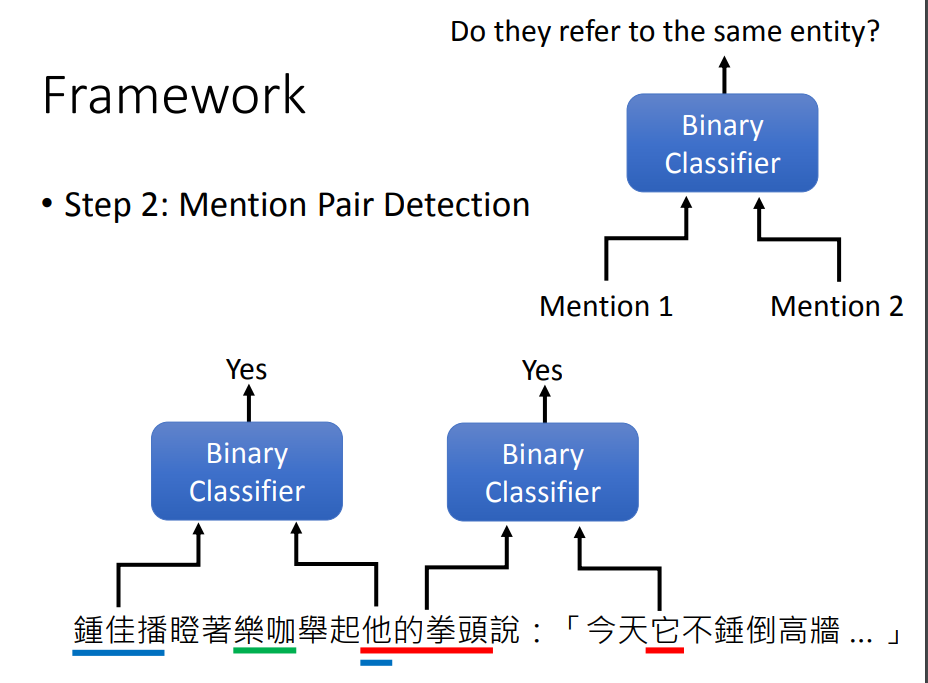 Do they refer to the same entity?
Framework
Binary
Classifier
• Step 2: Mention Pair Detection
Mention 1
Mention 2
Yes
Yes
Binary
Classifier
Binary
Classifier
鍾佳播瞪著樂咖舉起他的拳頭說：「今天它不錘倒高牆 ... 」